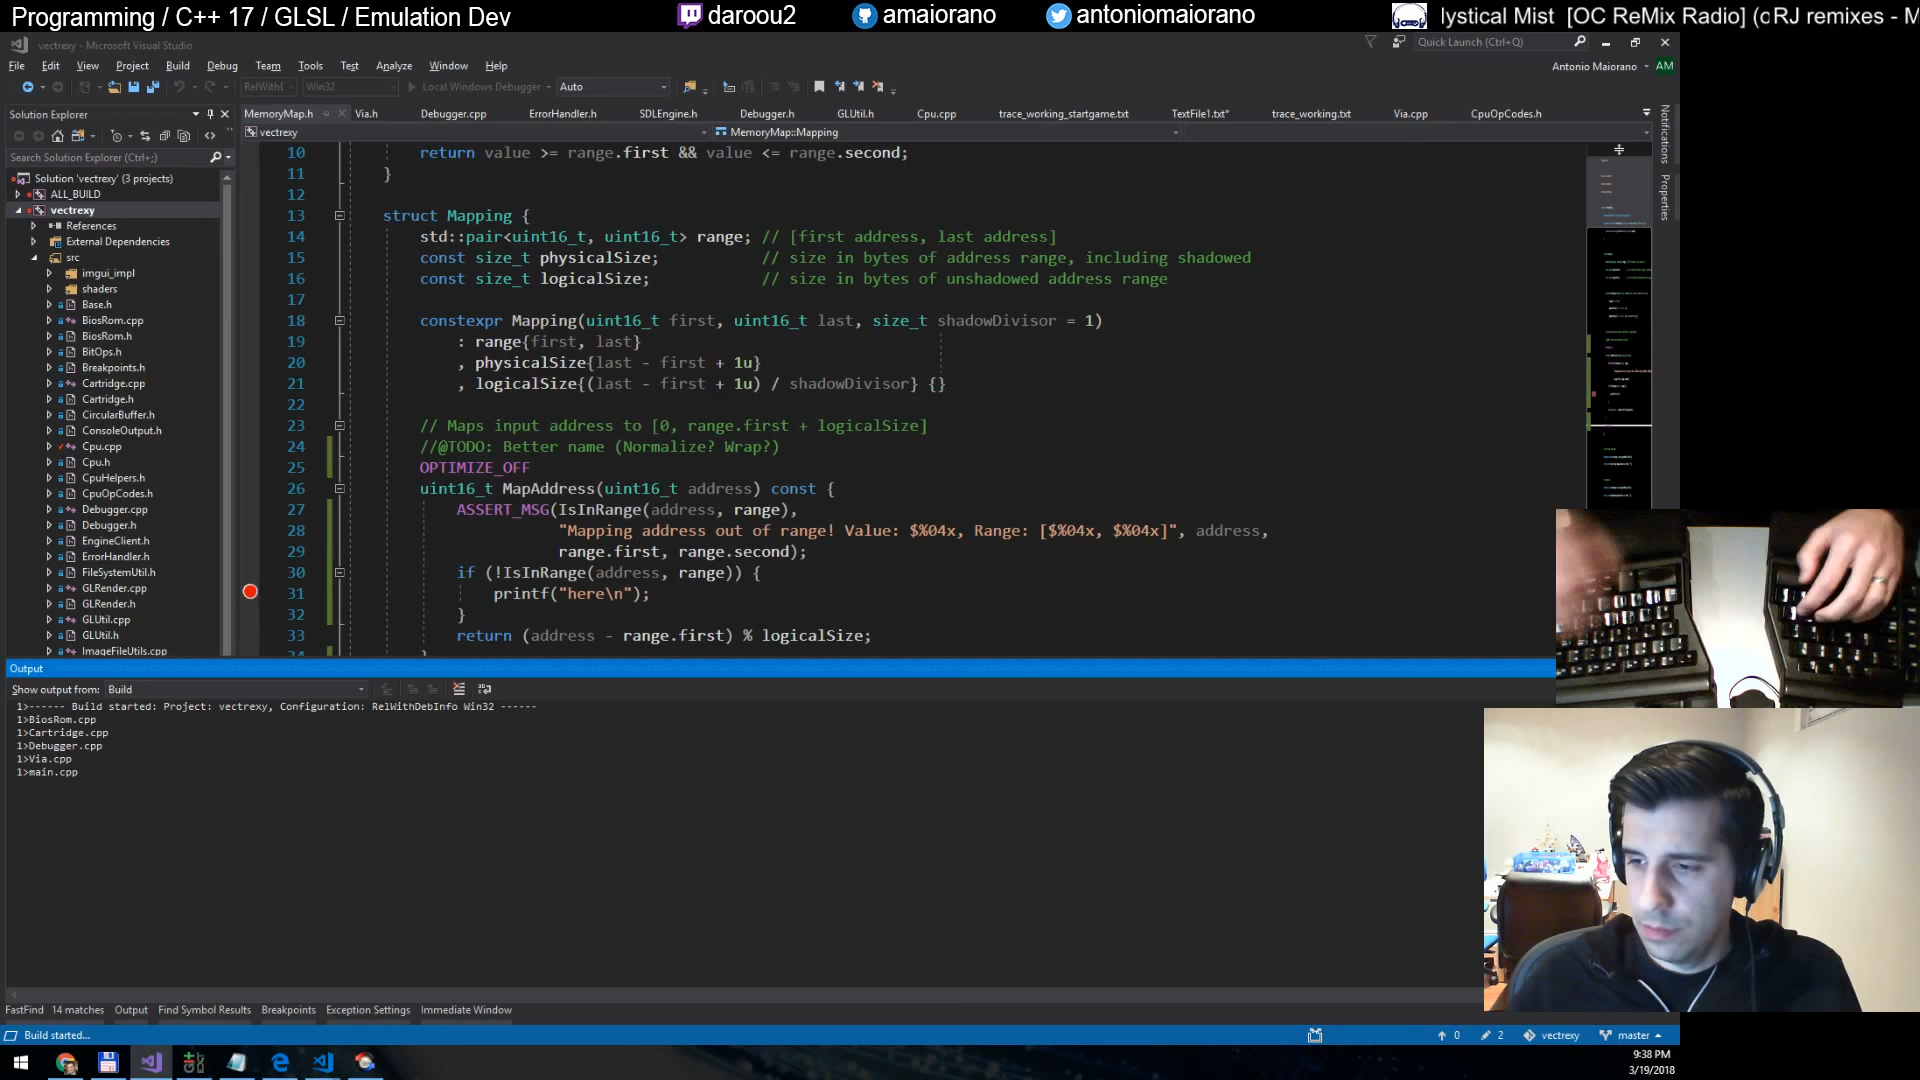 Programming / C++ 17 / GLSL / Emulation Dev
daroou2
amaiorano
antoniomaiorano
Mist [OC ReMix Radio]
RJ remixes -
vectrexy - Microsoft Visual Studio
Quick Launch (Ctrl+Q)
File Edit View Project Build Debug Team Tools Test Analyze Window Help
Antonio Maiorano AM
RelWithI Win32 Local Windows Debugger Auto
Solution Explorer
MemoryMap.h Via.h Debugger.cpp ErrorHandler.h SDLEngine.h Debugger.h GLUtil.h Cpu.cpp trace_working_startgame.txt TextFile1.txt* trace_working.txt Via.cpp CpuOpCodes.h
vectrexy MemoryMap::Mapping
Notifications
Properties
Search Solution Explorer (Ctrl+;)
Solution 'vectrexy' (3 projects)
ALL_BUILD
vectrexy
References
External Dependencies
src
imgui_impl
shaders
Base.h
BiosRom.cpp
BiosRom.h
BitOps.h
Breakpoints.h
Cartridge.cpp
Cartridge.h
CircularBuffer.h
ConsoleOutput.h
Cpu.cpp
Cpu.h
CpuHelpers.h
CpuOpCodes.h
Debugger.cpp
Debugger.h
EngineClient.h
ErrorHandler.h
FileSystemUtil.h
GLRender.cpp
GLRender.h
GLUtil.cpp
GLUtil.h
ImageFileUtils.cpp
10 return value >= range.first && value <= range.second;
11 }
12
13 struct Mapping {
14 std::pair<uint16_t, uint16_t> range; // [first address, last address]
15 const size_t physicalSize; // size in bytes of address range, including shadowed
16 const size_t logicalSize; // size in bytes of unshadowed address range
17
18 constexpr Mapping(uint16_t first, uint16_t last, size_t shadowDivisor = 1)
19 : range{first, last}
20 , physicalSize{last - first + 1u}
21 , logicalSize{(last - first + 1u) / shadowDivisor} {}
22
23 // Maps input address to [0, range.first + logicalSize]
24 //@TODO: Better name (Normalize? Wrap?)
25 OPTIMIZE_OFF
26 uint16_t MapAddress(uint16_t address) const {
27 ASSERT_MSG(IsInRange(address, range),
28 "Mapping address out of range! Value: $%04x, Range: [$%04x, $%04x]", address,
29 range.first, range.second);
30 if (!IsInRange(address, range)) {
31 printf("here\n");
32 }
33 return (address - range.first) % logicalSize;
Output
Show output from: Build
1>------ Build started: Project: vectrexy, Configuration: RelWithDebInfo Win32 ------
1>BiosRom.cpp
1>Cartridge.cpp
1>Debugger.cpp
1>Via.cpp
1>main.cpp
FastFind 14 matches Output Find Symbol Results Breakpoints Exception Settings Immediate Window
Build started...
0 2 vectrexy master
9:38 PM
3/19/2018